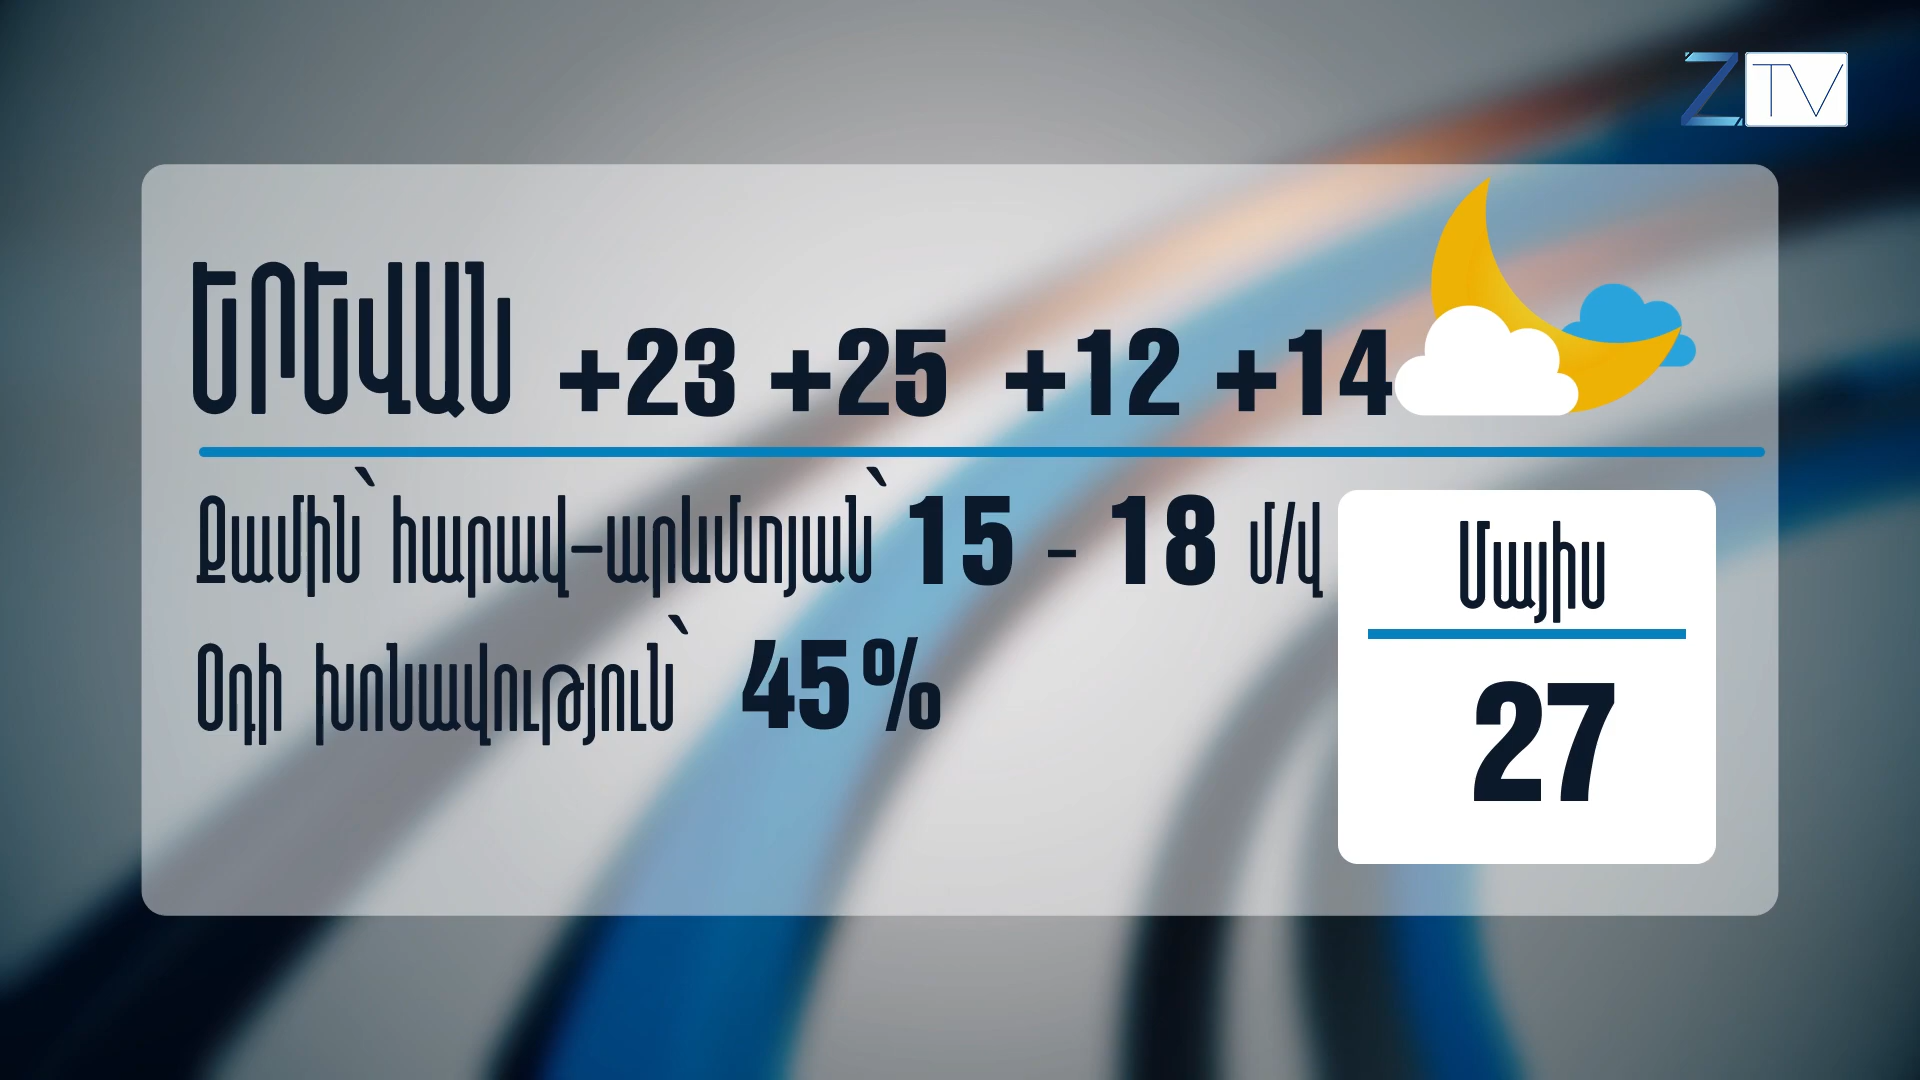 ZTV
ԵՐԵՎԱՆ +23 +25 +12 +14
Քամին՝ հարավ-արևմտյան՝ 15 - 18 մ/վ
Օդի խոնավություն՝ 45%
Մայիս
27